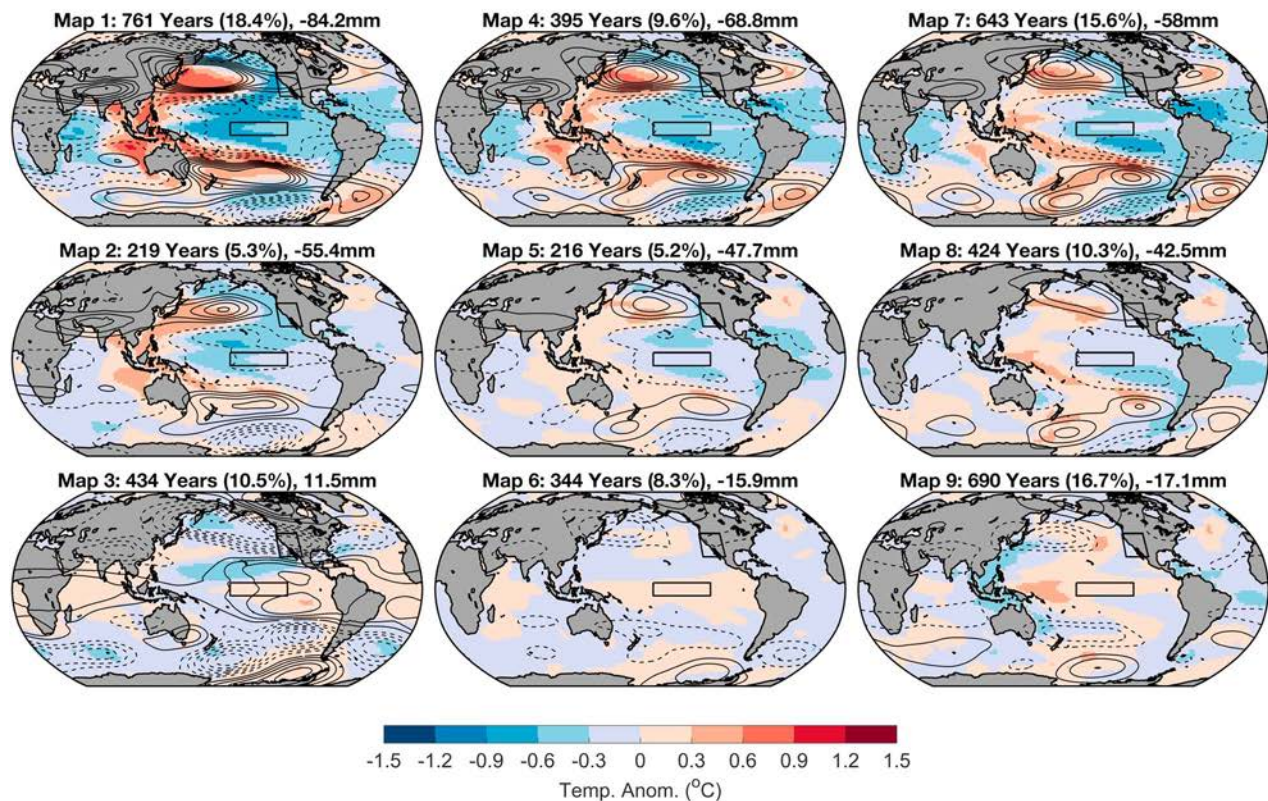 Map 1: 761 Years (18.4%), -84.2mm
Map 4: 395 Years (9.6%), -68.8mm
Map 7: 643 Years (15.6%), -58mm
Map 2: 219 Years (5.3%), -55.4mm
Map 5: 216 Years (5.2%), -47.7mm
Map 8: 424 Years (10.3%), -42.5mm
Map 3: 434 Years (10.5%), 11.5mm
Map 6: 344 Years (8.3%), -15.9mm
Map 9: 690 Years (16.7%), -17.1mm
-1.5 -1.2 -0.9 -0.6 -0.3 0 0.3 0.6 0.9 1.2 1.5
Temp. Anom. (°C)